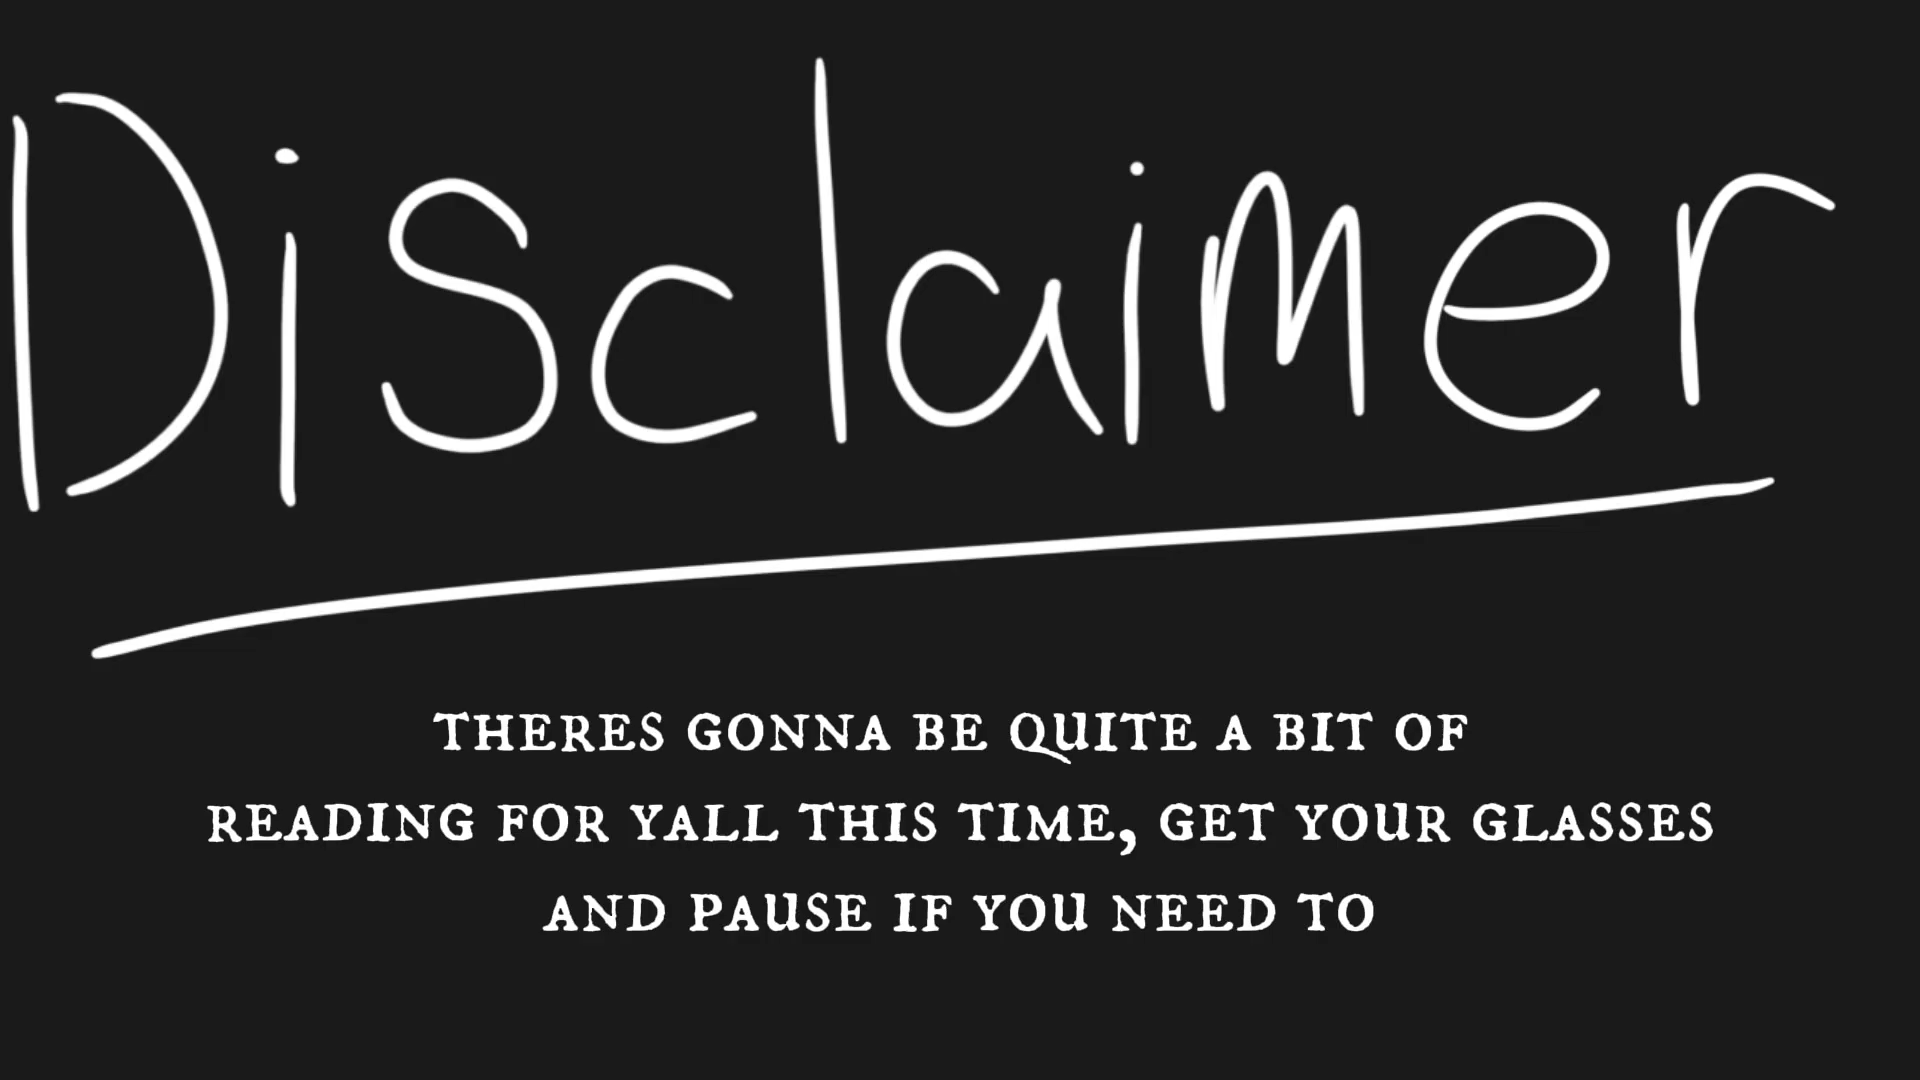 Disclaimer
THERES GONNA BE QUITE A BIT OF
READING FOR YALL THIS TIME, GET YOUR GLASSES
AND PAUSE IF YOU NEED TO